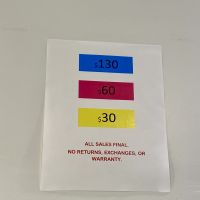 $130
$60
$30
ALL SALES FINAL.
NO RETURNS, EXCHANGES, OR
WARRANTY.